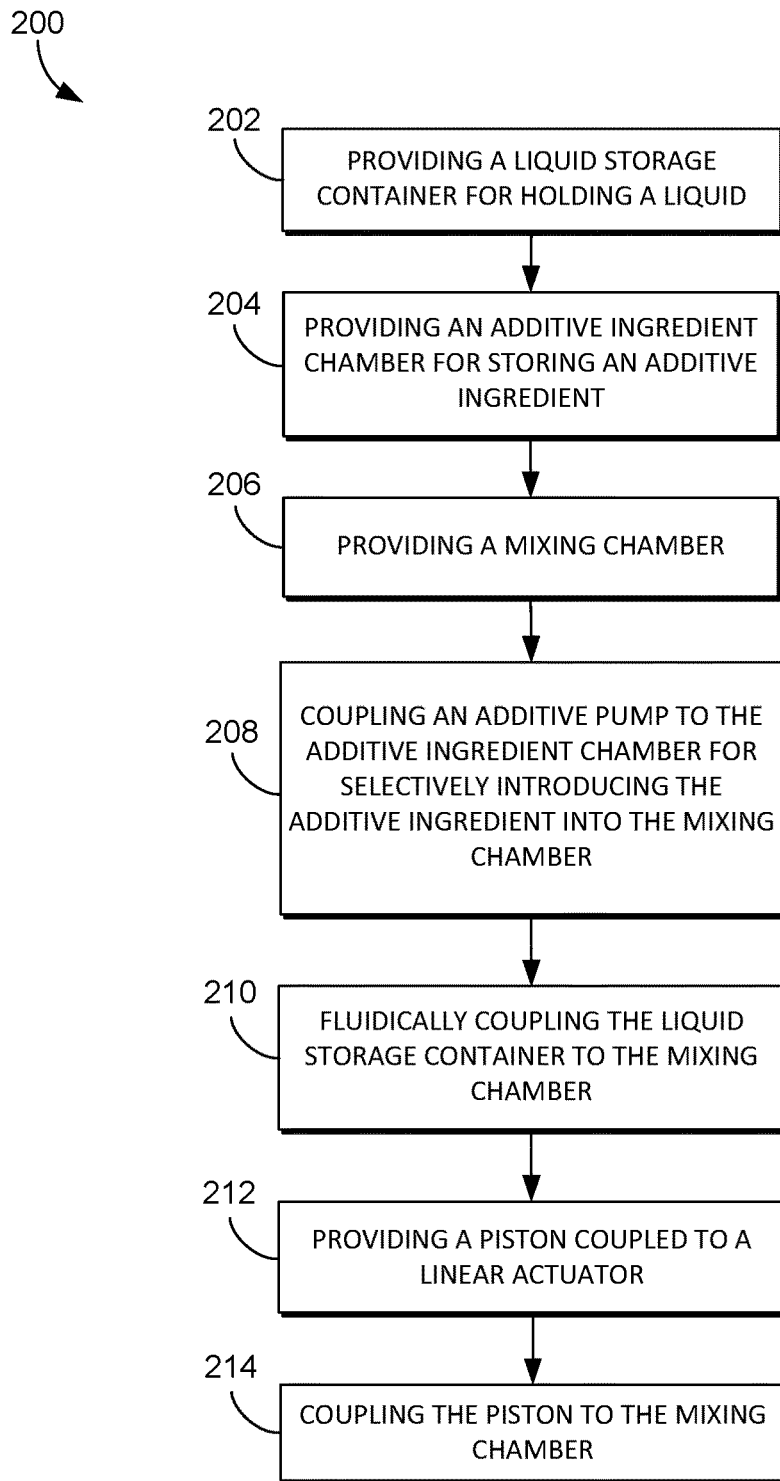 200
202
PROVIDING A LIQUID STORAGE
CONTAINER FOR HOLDING A LIQUID
204
PROVIDING AN ADDITIVE INGREDIENT
CHAMBER FOR STORING AN ADDITIVE
INGREDIENT
206
PROVIDING A MIXING CHAMBER
208
COUPLING AN ADDITIVE PUMP TO THE
ADDITIVE INGREDIENT CHAMBER FOR
SELECTIVELY INTRODUCING THE
ADDITIVE INGREDIENT INTO THE MIXING
CHAMBER
210
FLUIDICALLY COUPLING THE LIQUID
STORAGE CONTAINER TO THE MIXING
CHAMBER
212
PROVIDING A PISTON COUPLED TO A
LINEAR ACTUATOR
214
COUPLING THE PISTON TO THE MIXING
CHAMBER